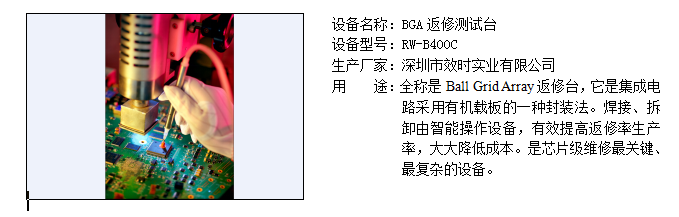 设备名称：BGA 返修测试台
设备型号：RW-B400C
生产厂家：深圳市效时实业有限公司
用　　途：全称是 Ball Grid Array 返修台，它是集成电
路采用有机载板的一种封装法。焊接、拆
卸由智能操作设备，有效提高返修率生产
率，大大降低成本。是芯片级维修最关键、
最复杂的设备。